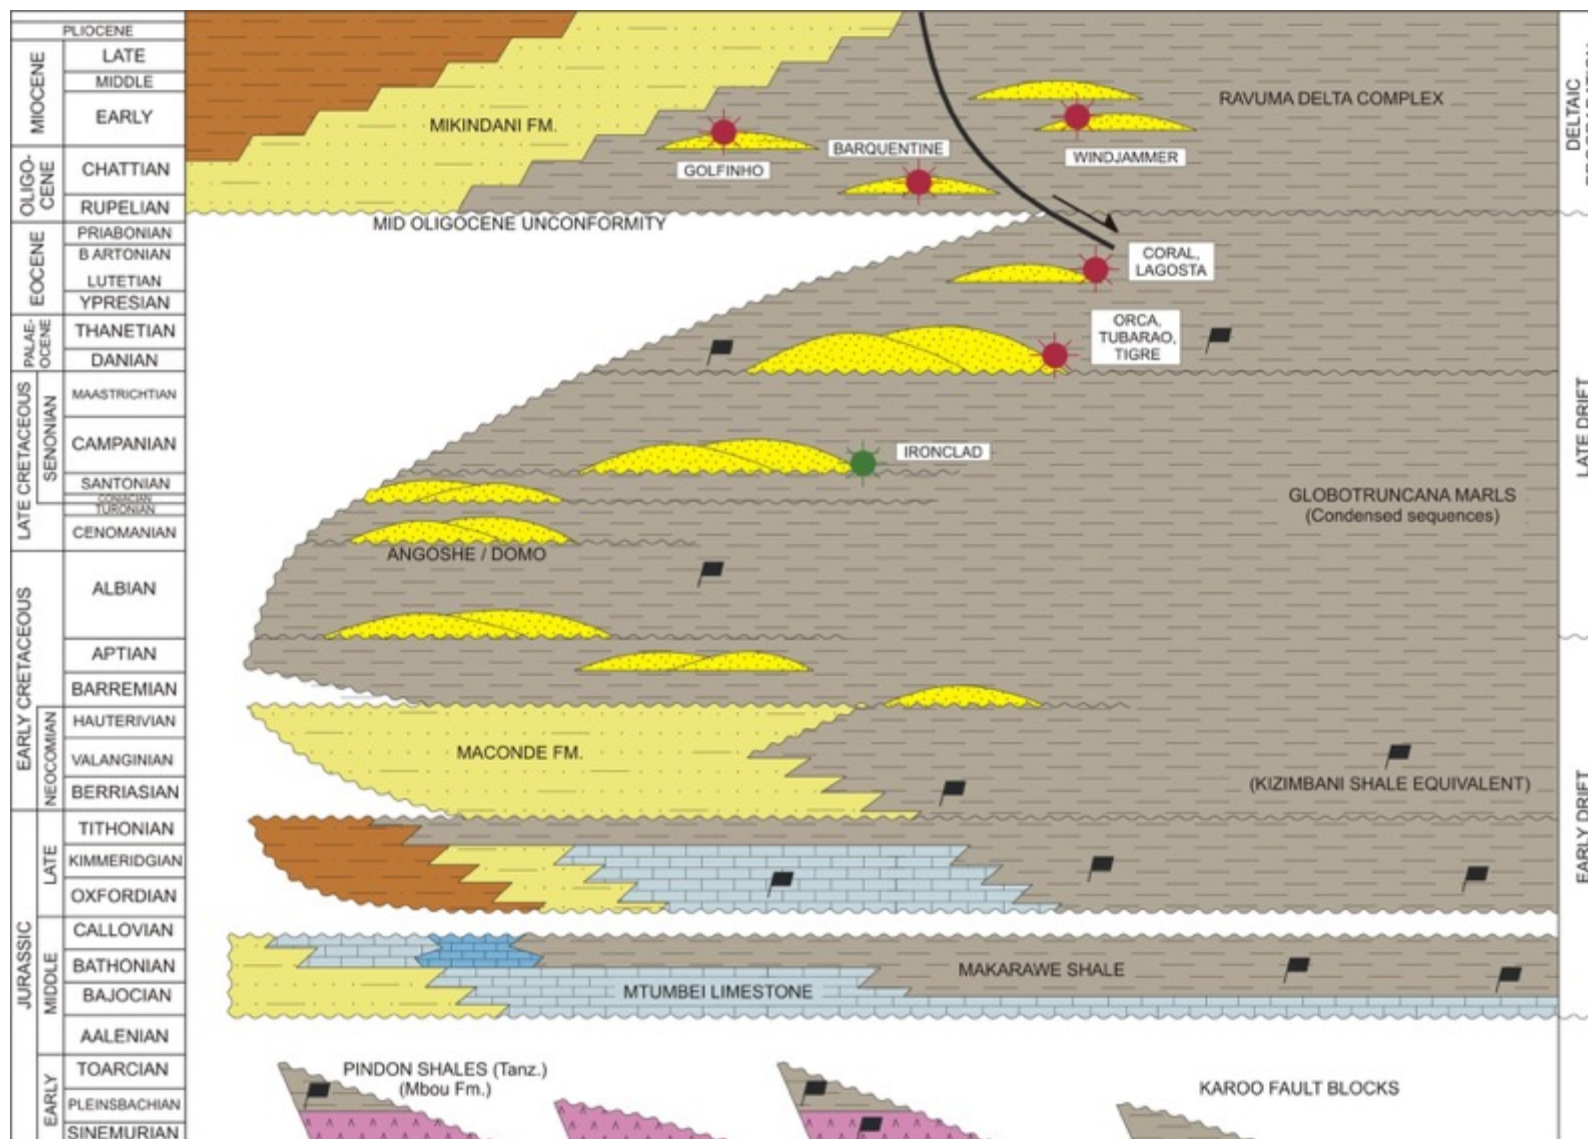 PLIOCENE
MIOCENE
LATE
MIDDLE
EARLY
OLIGO-
CENE
CHATTIAN
RUPELIAN
EOCENE
PRIABONIAN
B ARTONIAN
LUTETIAN
YPRESIAN
PALAE-
OCENE
THANETIAN
DANIAN
LATE CRETACEOUS
SENONIAN
MAASTRICHTIAN
CAMPANIAN
SANTONIAN
CONIACIAN
TURONIAN
CENOMANIAN
EARLY CRETACEOUS
ALBIAN
APTIAN
BARREMIAN
NEOCOMIAN
HAUTERIVIAN
VALANGINIAN
BERRIASIAN
JURASSIC
LATE
TITHONIAN
KIMMERIDGIAN
OXFORDIAN
MIDDLE
CALLOVIAN
BATHONIAN
BAJOCIAN
AALENIAN
EARLY
TOARCIAN
PLEINSBACHIAN
SINEMURIAN
MIKINDANI FM.
GOLFINHO
BARQUENTINE
WINDJAMMER
RAVUMA DELTA COMPLEX
MID OLIGOCENE UNCONFORMITY
CORAL,
LAGOSTA
ORCA,
TUBARAO,
TIGRE
IRONCLAD
GLOBOTRUNCANA MARLS
(Condensed sequences)
ANGOSHE / DOMO
MACONDE FM.
(KIZIMBANI SHALE EQUIVALENT)
MAKARAWE SHALE
MTUMBEI LIMESTONE
PINDON SHALES (Tanz.)
(Mbou Fm.)
KAROO FAULT BLOCKS
DELTAIC
LATE DRIFT
EARLY DRIFT